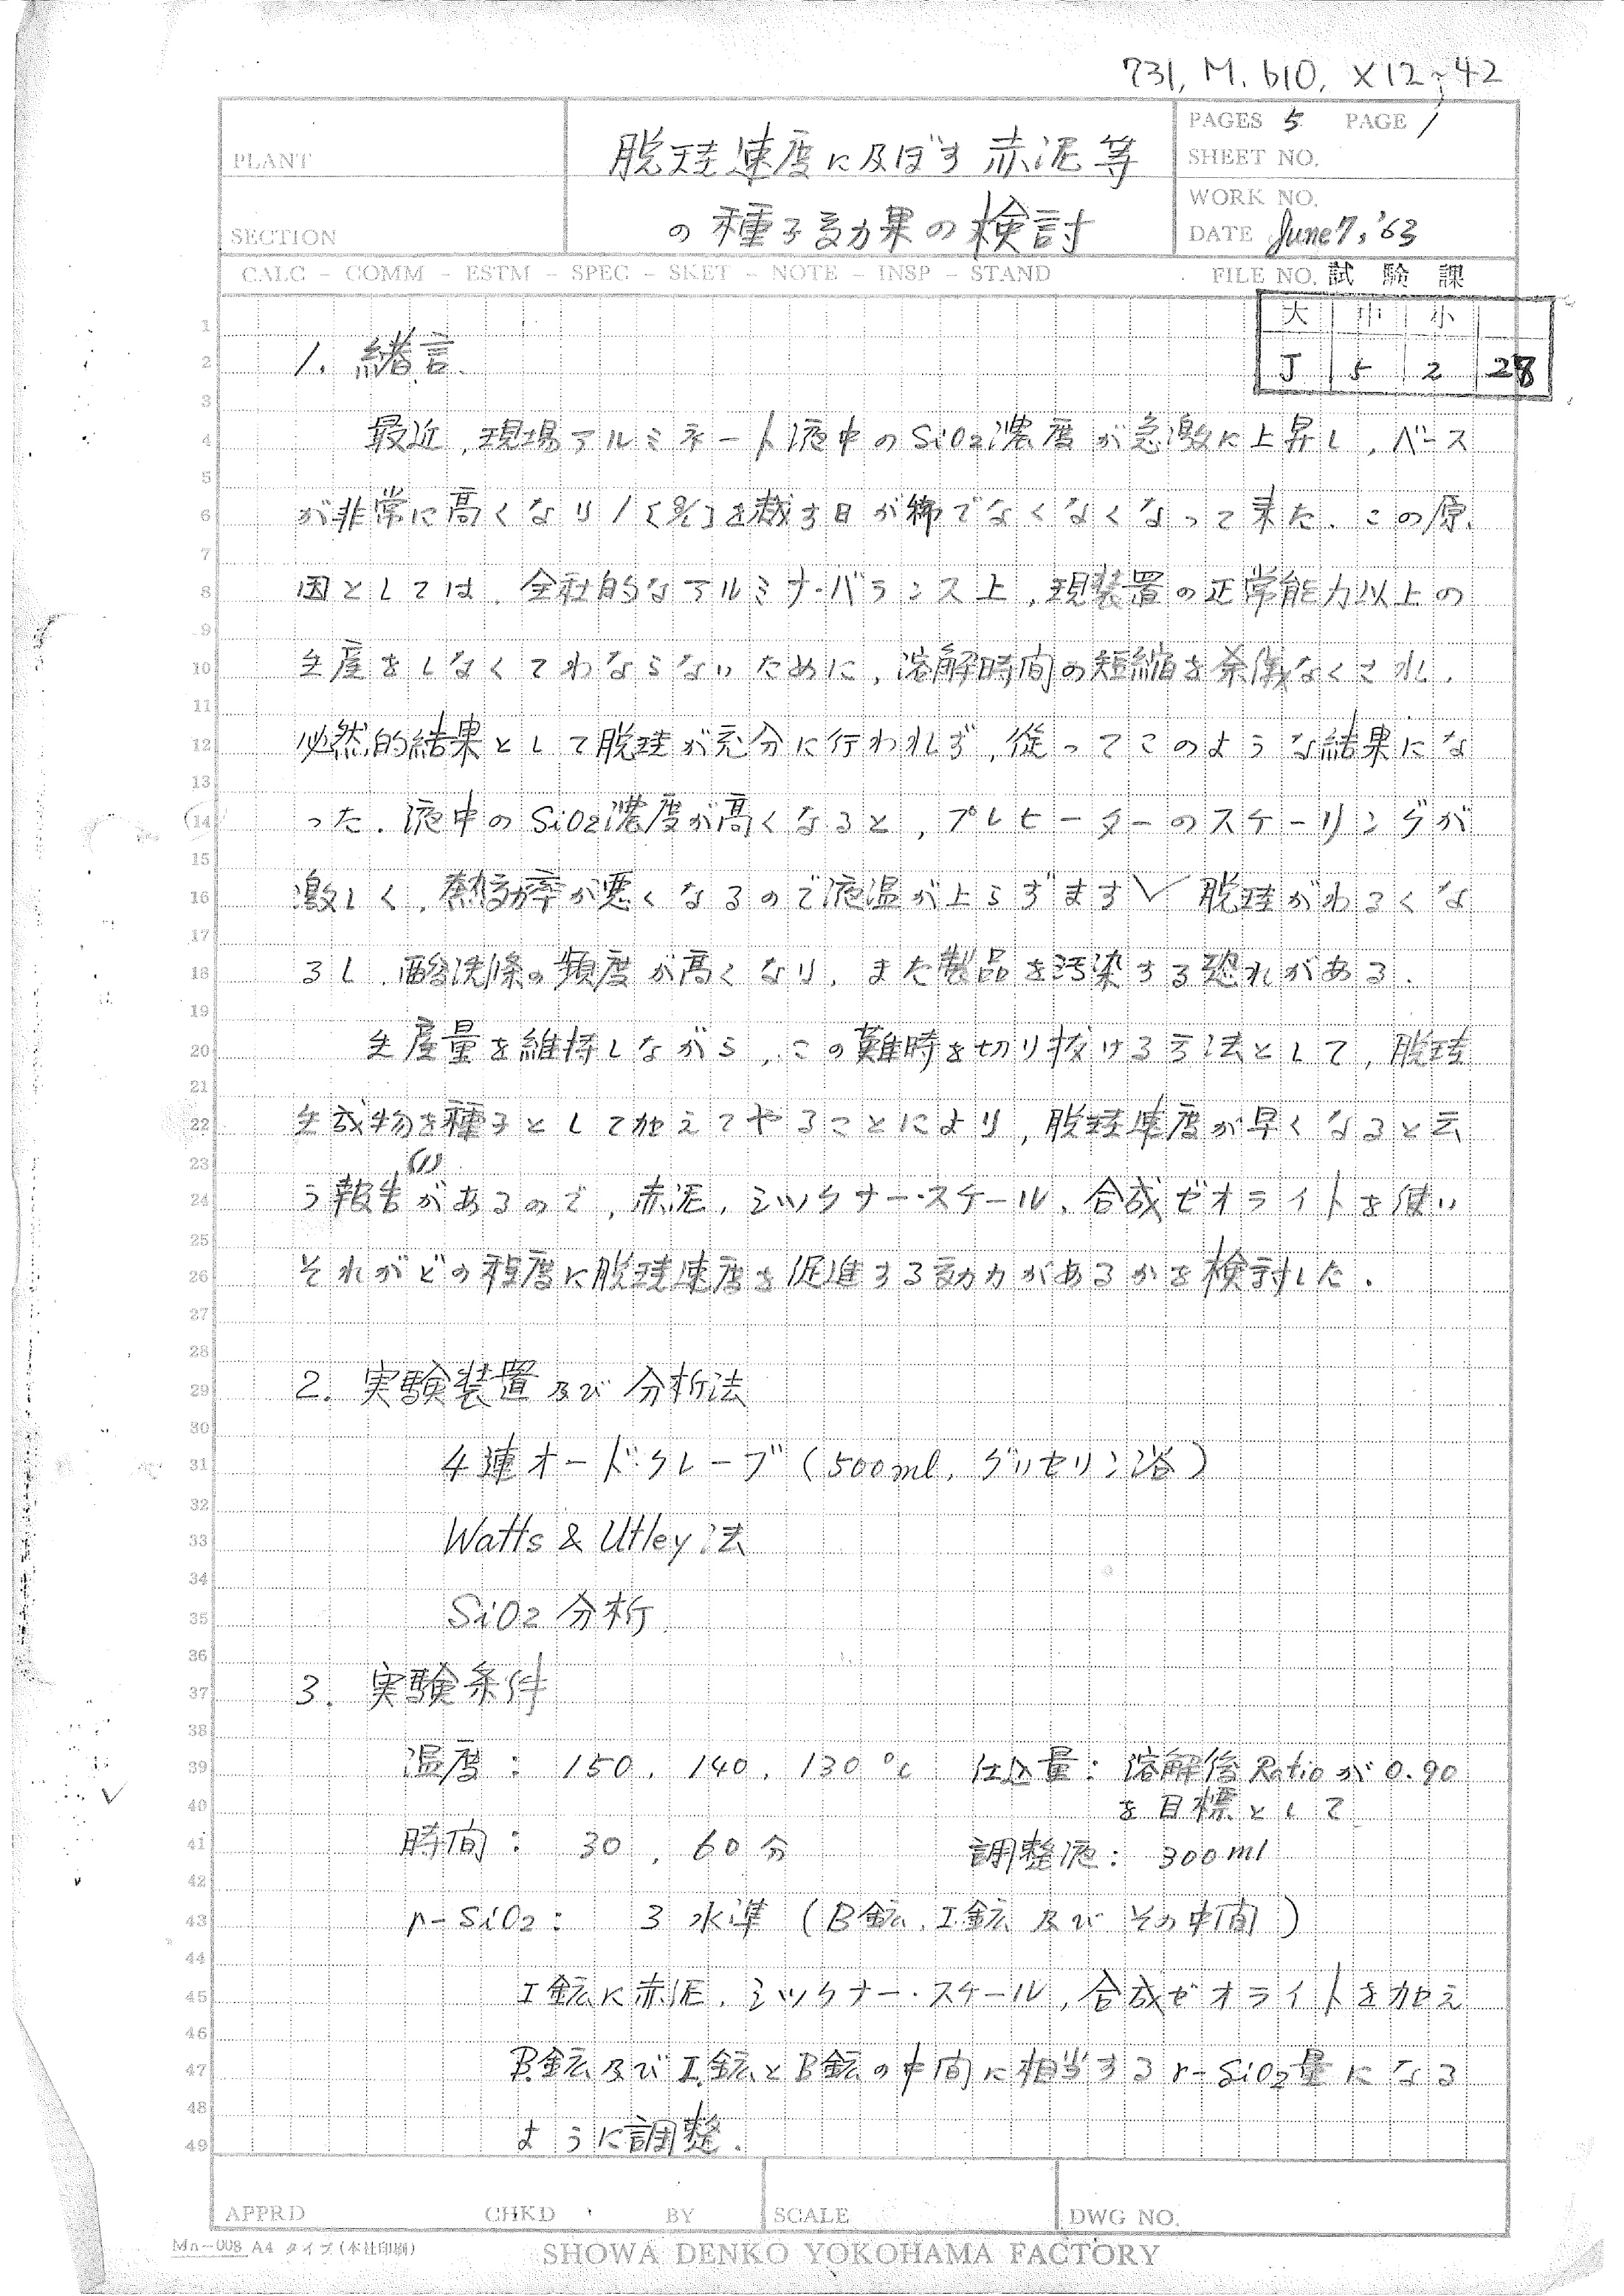 731, M. 610, X12~42
PLANT
SECTION
脱珪速度に及ぼす赤泥等
の種子効果の検討
PAGES 5 PAGE 1
SHEET NO.
WORK NO.
DATE June 7, '63
CALC - COMM - ESTM - SPEC - SKET - NOTE - INSP - STAND
FILE NO. 試験課
大 中 小
J 5 2 28
1. 緒言.
最近,現場アルミネート液中のSiO2濃度が急激に上昇し,ベース
が非常に高くなり1[g/l]を裁す日が稀でなくなくなって来た.この原
因としては,全社的なアルミナ・バランス上,現装置の正常能力以上の
生産をしなくてわならないために,溶解時間の短縮を余儀なくされ,
必然的結果として脱珪が充分に行われず,従ってこのような結果にな
った.液中のSiO2濃度が高くなると,プレヒーターのスケーリングが
激しく,熱効率が悪くなるので液温が上らずます 脱珪がわるくな
るし,酸洗滌の頻度が高くなり,また製品を汚染する恐れがある.
生産量を維持しながら,この難時を切り抜ける方法として,脱珪
生成物を種子として加えてやることにより,脱珪速度が早くなると云
う報告(1)があるので,赤泥,ミックナー・スケール,合成ゼオライトを使い
それがどの程度に脱珪速度を促進する効力があるかを検討した.
2. 実験装置及び分析法
4連オードクレーブ(500ml,グリセリン浴)
Watts & Utley法
SiO2分析
3. 実験条件
温度: 150, 140, 130℃ 仕込量: 溶解后Ratioが0.90
を目標として
時間: 30, 60分 調整液: 300ml
r-SiO2: 3水準(B鉱,I鉱及びその中間)
I鉱に赤泥,ミックナー・スケール,合成ゼオライトを加え
B鉱及びI鉱とB鉱の中間に相当するr-SiO2量になる
ように調整.
APPRD CHKD BY SCALE DWG NO.
Mn-008 A4 タイプ(本社印刷)
SHOWA DENKO YOKOHAMA FACTORY
1
2
3
4
5
6
7
8
9
10
11
12
13
14
15
16
17
18
19
20
21
22
23
24
25
26
27
28
29
30
31
32
33
34
35
36
37
38
39
40
41
42
43
44
45
46
47
48
49